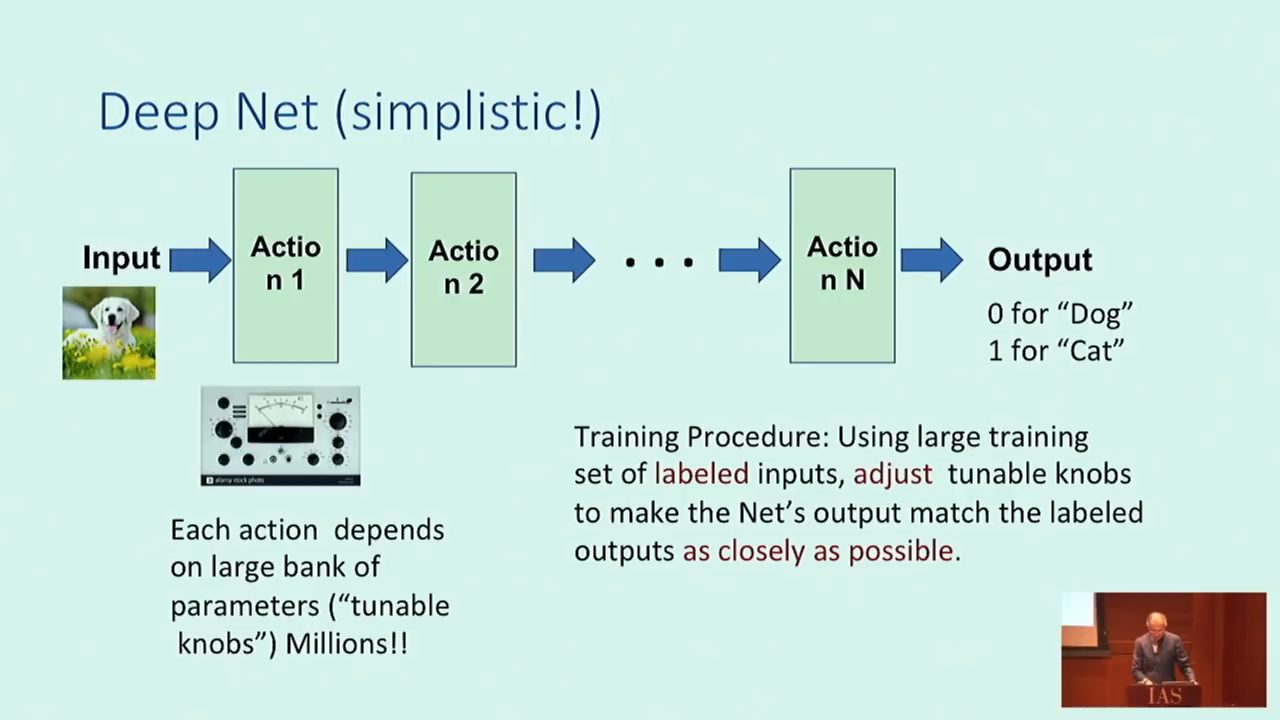 Deep Net (simplistic!)
Input
Actio
n 1
Actio
n 2
. . .
Actio
n N
Output
0 for “Dog”
1 for “Cat”
alamy stock photo
Each action  depends
on large bank of
parameters (“tunable
knobs”) Millions!!
Training Procedure: Using large training
set of labeled inputs, adjust  tunable knobs
to make the Net’s output match the labeled
outputs as closely as possible.
IAS